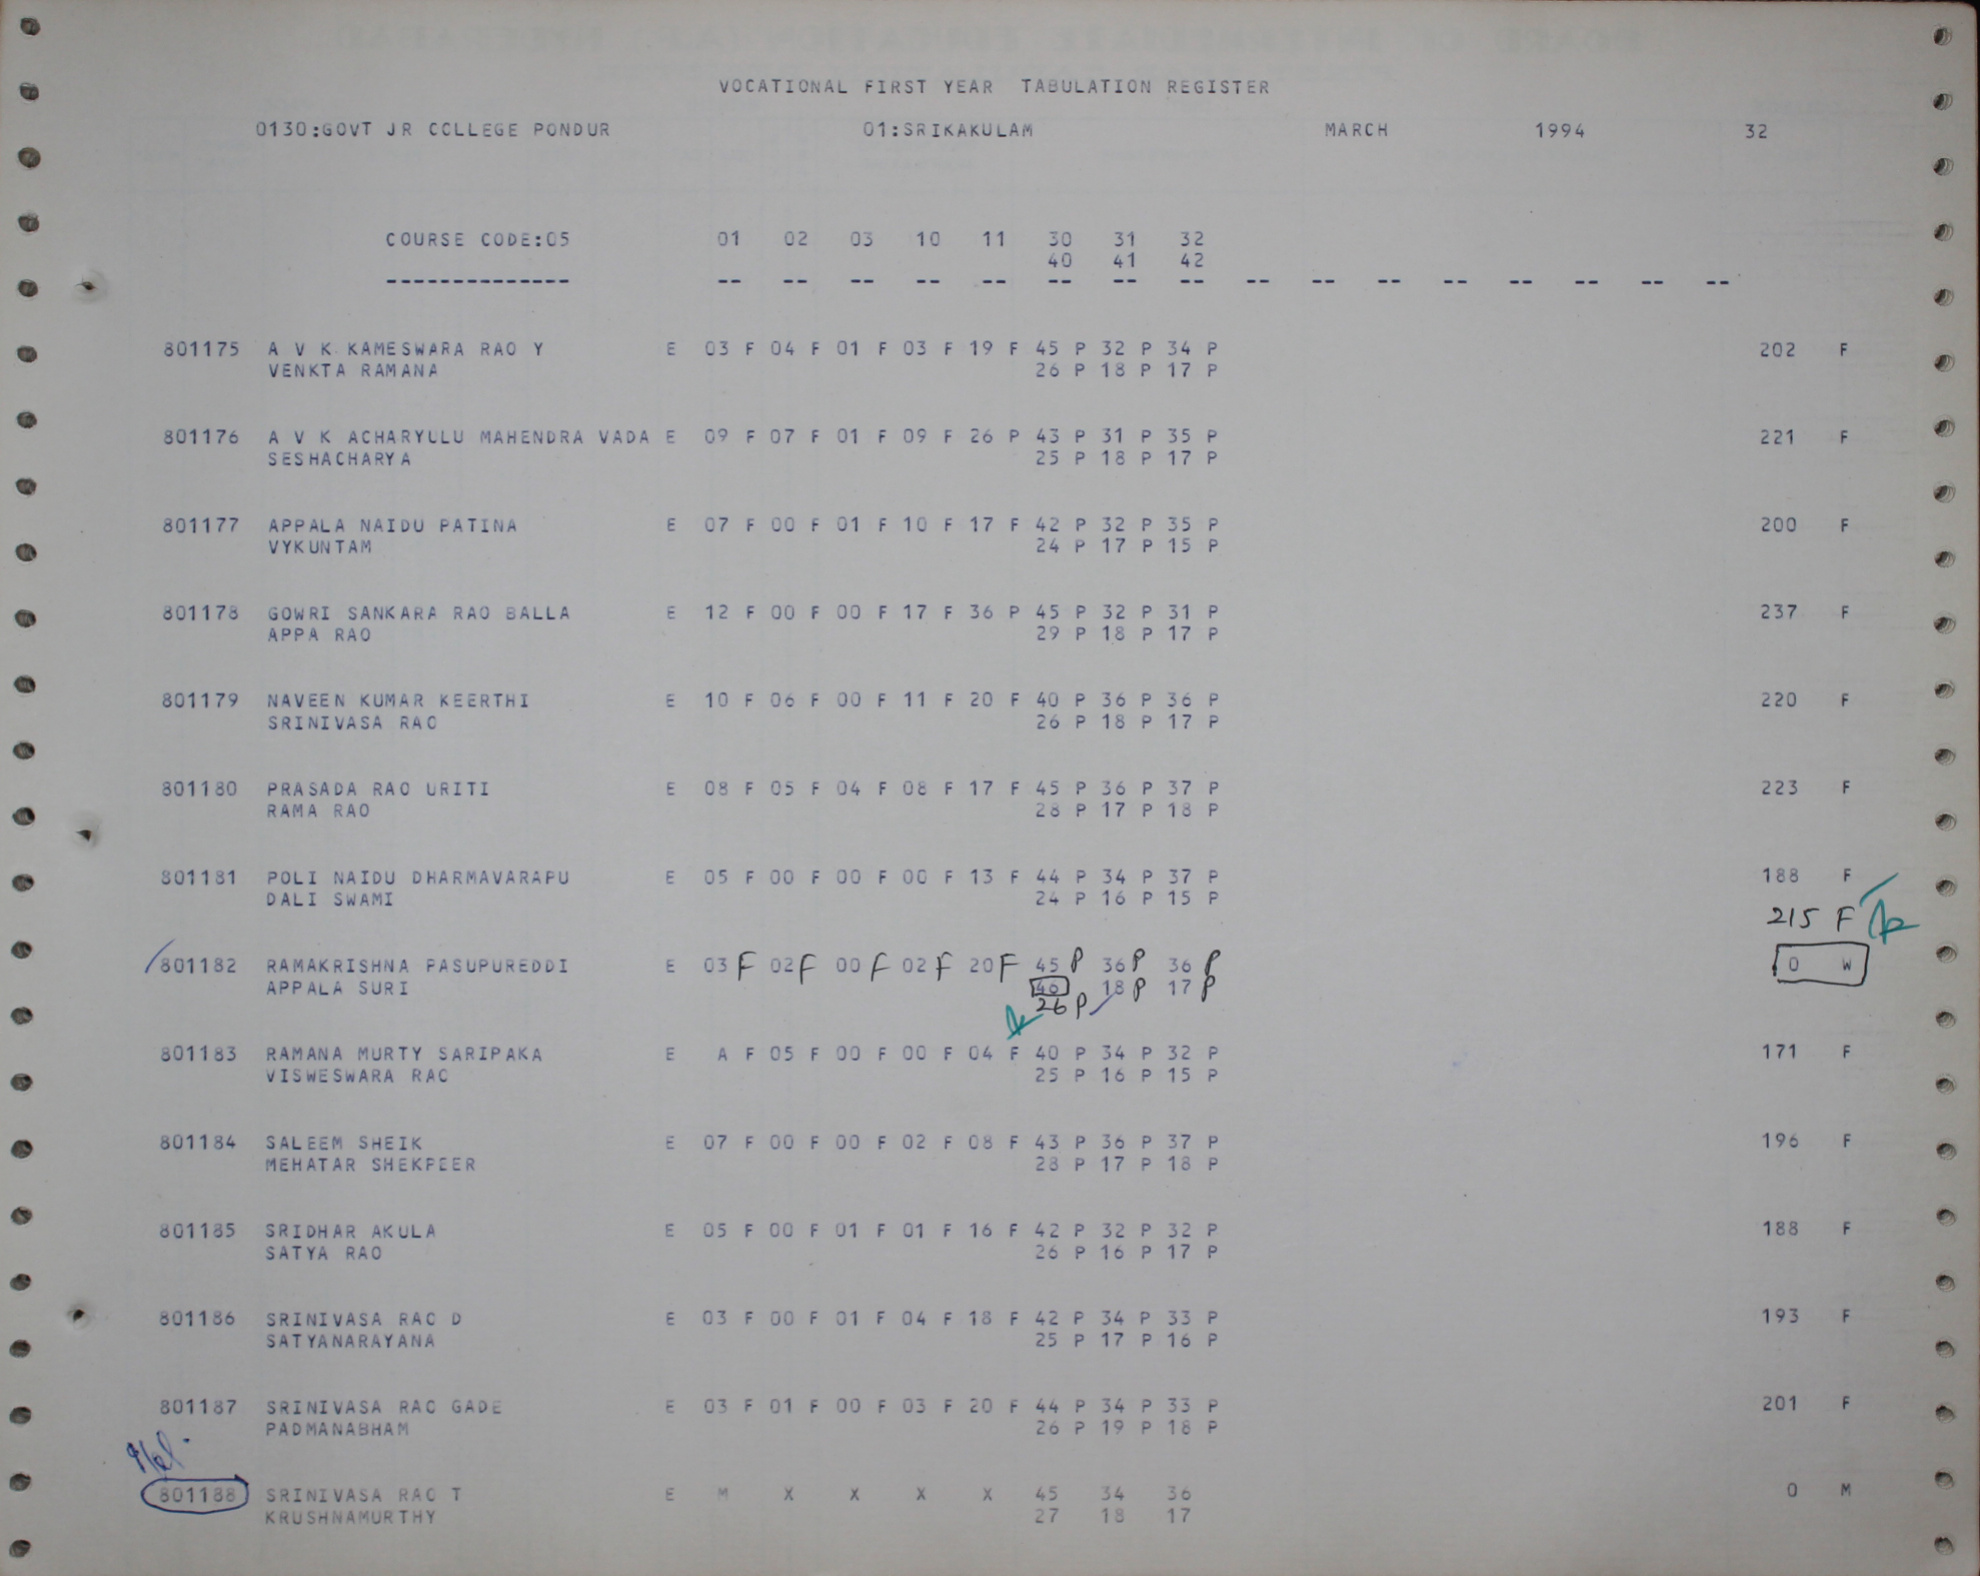 VOCATIONAL FIRST YEAR TABULATION REGISTER
0130:GOVT JR COLLEGE PONDUR 01:SRIKAKULAM MARCH 1994 32
COURSE CODE:05 01 02 03 10 11 30 31 32
40 41 42
-------------- -- -- -- -- -- -- -- -- -- -- -- -- -- -- -- --
801175 A V K KAMESWARA RAO Y E 03 F 04 F 01 F 03 F 19 F 45 P 32 P 34 P 202 F
VENKTA RAMANA 26 P 18 P 17 P
801176 A V K ACHARYULU MAHENDRA VADA E 09 F 07 F 01 F 09 F 26 P 43 P 31 P 35 P 221 F
SESHACHARYA 25 P 18 P 17 P
801177 APPALA NAIDU PATINA E 07 F 00 F 01 F 10 F 17 F 42 P 32 P 35 P 200 F
VYKUNTAM 24 P 17 P 15 P
801178 GOWRI SANKARA RAO BALLA E 12 F 00 F 00 F 17 F 36 P 45 P 32 P 31 P 237 F
APPA RAO 29 P 18 P 17 P
801179 NAVEEN KUMAR KEERTHI E 10 F 06 F 00 F 11 F 20 F 40 P 36 P 36 P 220 F
SRINIVASA RAO 26 P 18 P 17 P
801180 PRASADA RAO URITI E 08 F 05 F 04 F 08 F 17 F 45 P 36 P 37 P 223 F
RAMA RAO 28 P 17 P 18 P
801181 POLI NAIDU DHARMAVARAPU E 05 F 00 F 00 F 00 F 13 F 44 P 34 P 37 P 188 F
DALI SWAMI 24 P 16 P 15 P
215 F
801182 RAMAKRISHNA PASUPUREDDI E 03 F 02 F 00 F 02 F 20 F 45 P 36 P 36 P 0 W
APPALA SURI 40 18 P 17 P
26 P
801183 RAMANA MURTY SARIPAKA E A F 05 F 00 F 00 F 04 F 40 P 34 P 32 P 171 F
VISWESWARA RAO 25 P 16 P 15 P
801184 SALEEM SHEIK E 07 F 00 F 00 F 02 F 08 F 43 P 36 P 37 P 196 F
MEHATAR SHEKPEER 28 P 17 P 18 P
801185 SRIDHAR AKULA E 05 F 00 F 01 F 01 F 16 F 42 P 32 P 32 P 188 F
SATYA RAO 26 P 16 P 17 P
801186 SRINIVASA RAO D E 03 F 00 F 01 F 04 F 18 F 42 P 34 P 33 P 193 F
SATYANARAYANA 25 P 17 P 16 P
801187 SRINIVASA RAO GADE E 03 F 01 F 00 F 03 F 20 F 44 P 34 P 33 P 201 F
PADMANABHAM 26 P 19 P 18 P
801188 SRINIVASA RAO T E M X X X X 45 34 36 0 M
KRUSHNAMURTHY 27 18 17